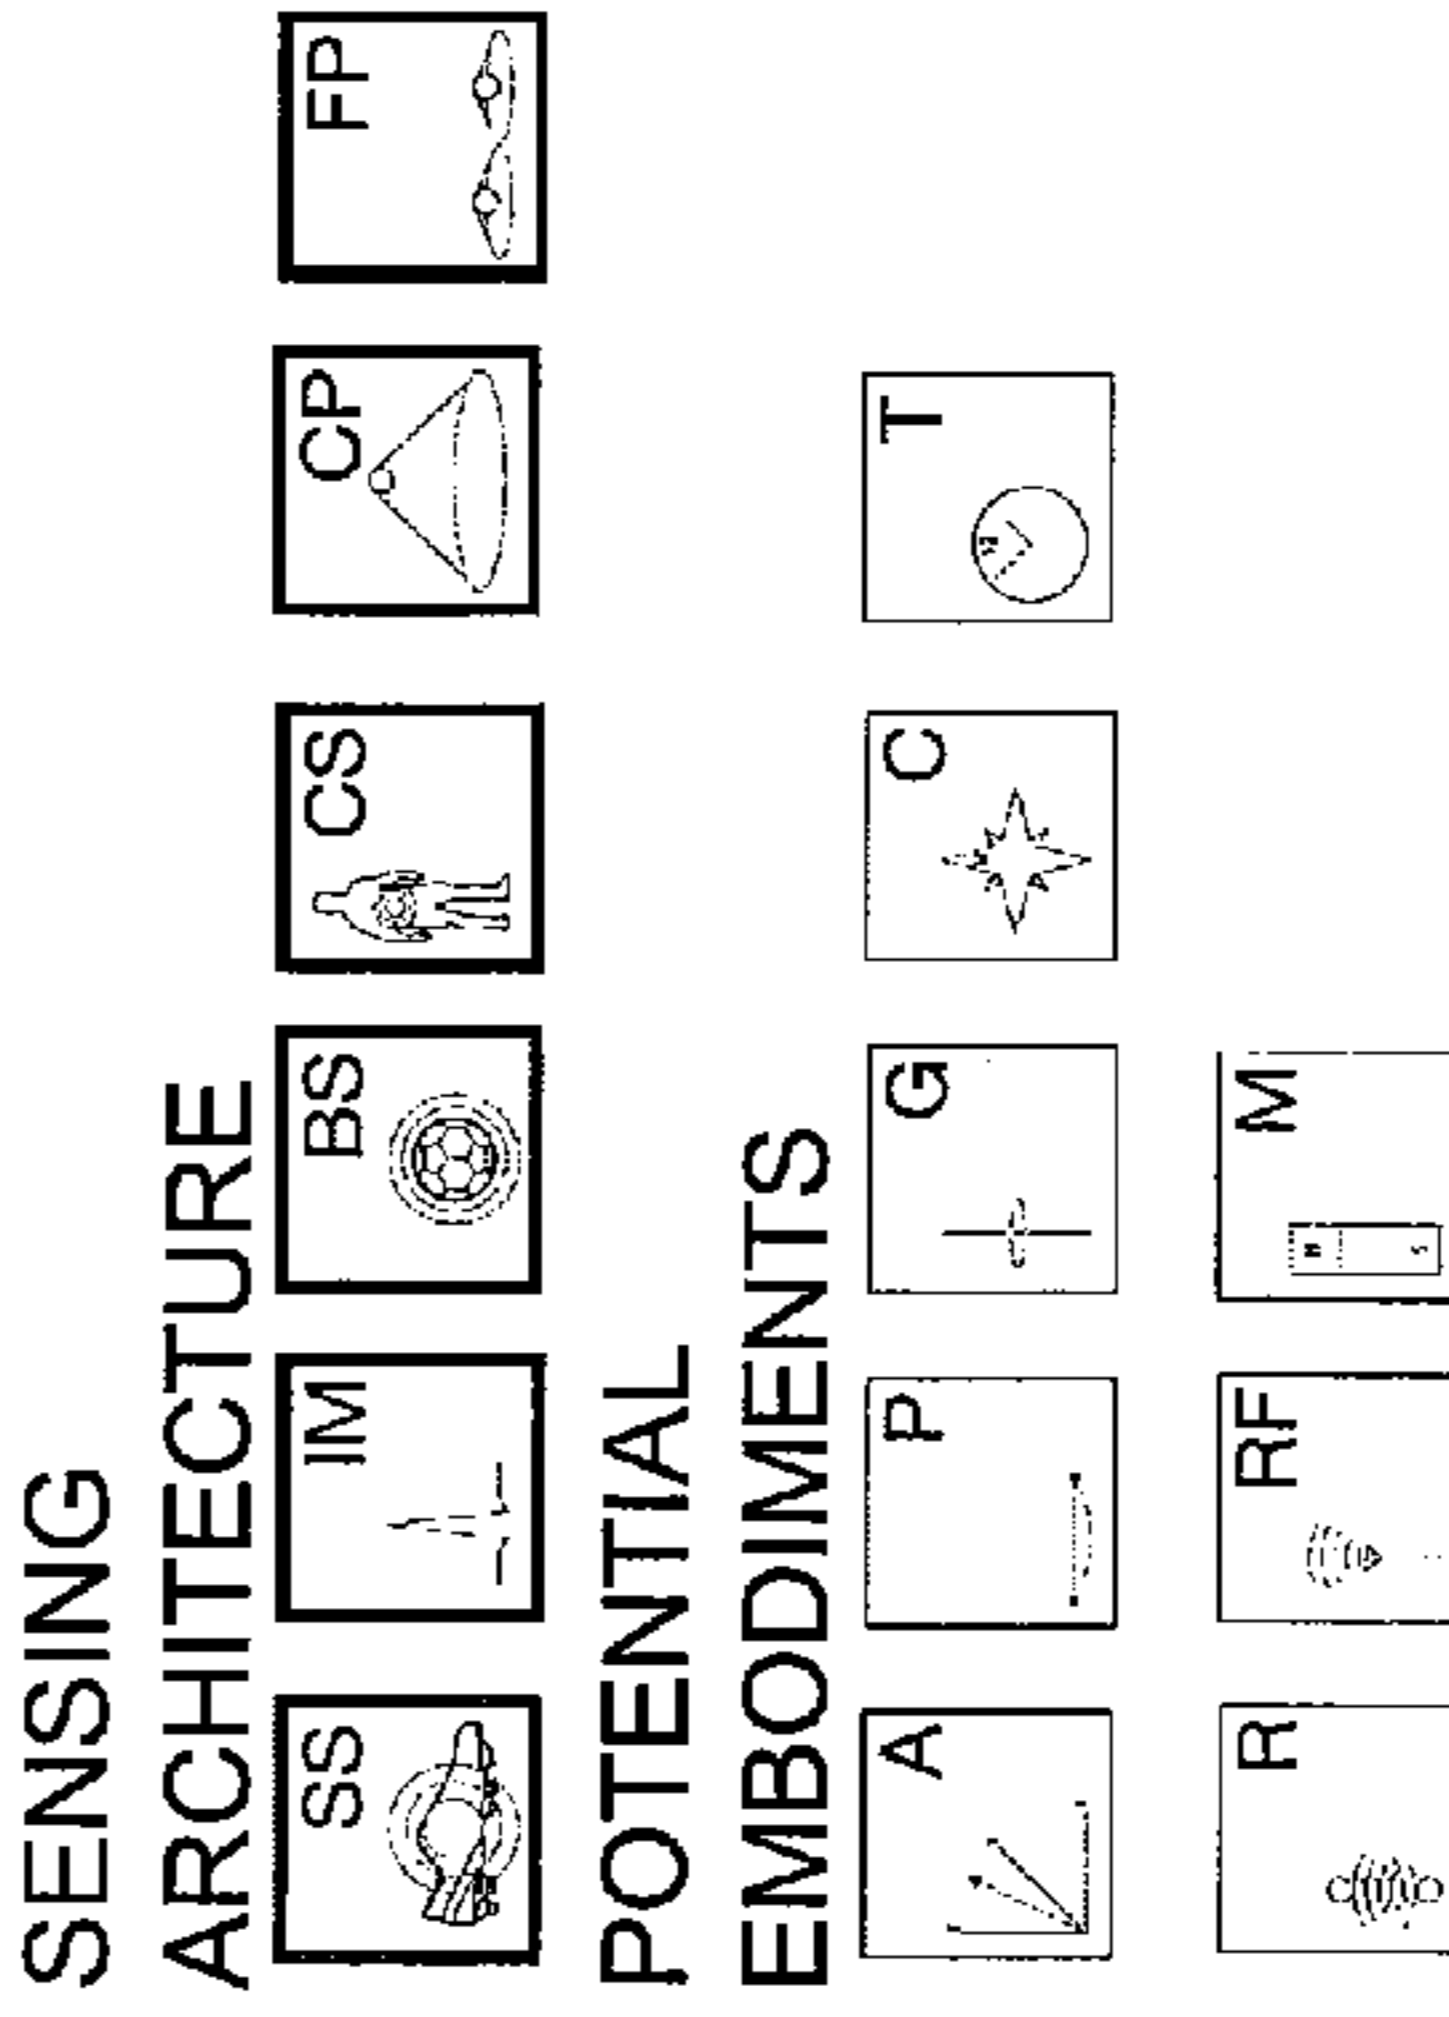 SENSING
ARCHITECTURE
SS IM BS CS CP FP
POTENTIAL
EMBODIMENTS
A P G C T
R RF M
N S